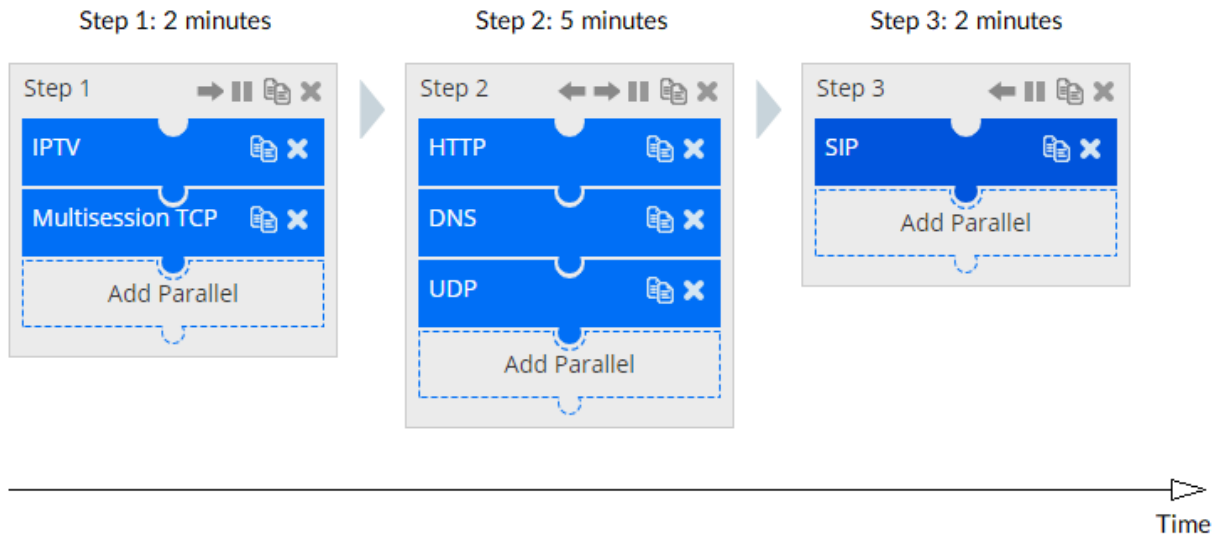 Step 1: 2 minutes
Step 2: 5 minutes
Step 3: 2 minutes
Step 1
IPTV
Multisession TCP
Add Parallel
Step 2
HTTP
DNS
UDP
Add Parallel
Step 3
SIP
Add Parallel
Time